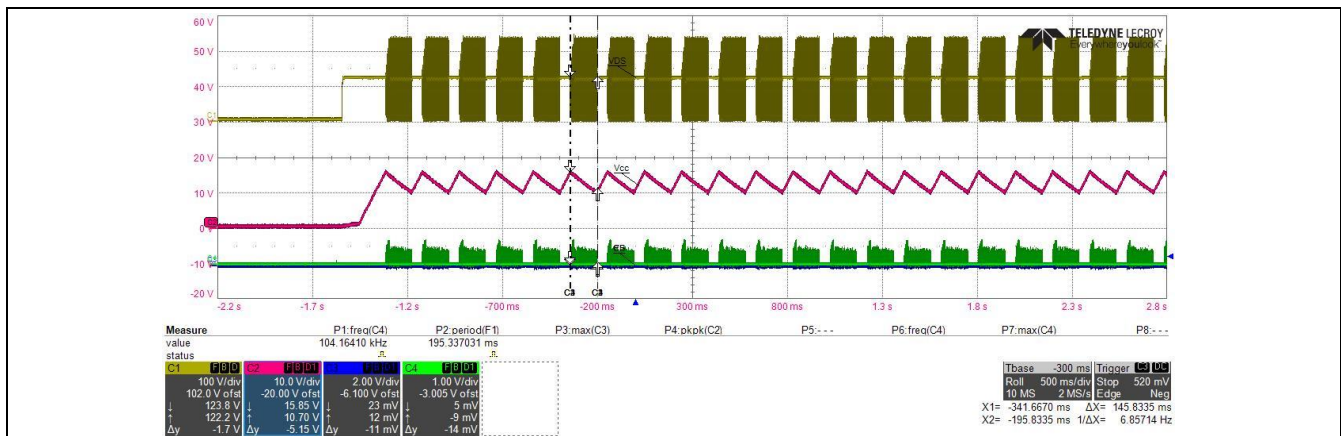 60 V
50 V
40 V
30 V
20 V
10 V
0 V
-10 V
-20 V
TELEDYNE LECROY
Everywhereyoulook
VDS
Vcc
-2.2 s -1.7 s -1.2 s -700 ms -200 ms 300 ms 800 ms 1.3 s 1.8 s 2.3 s 2.8 s
Measure P1:freq(C4) P2:period(F1) P3:max(C3) P4:pkpk(C2) P5:- - - P6:freq(C4) P7:max(C4) P8:- - -
value 104.16410 kHz 195.337031 ms
status
C1 F B D
100 V/div
102.0 V ofst
↓ 123.8 V
↑ 122.2 V
Δy -1.7 V
C2 F B D1
10.0 V/div
-20.00 V ofst
↓ 15.85 V
↑ 10.70 V
Δy -5.15 V
2.00 V/div
-6.100 V ofst
↓ 23 mV
↑ 12 mV
Δy -11 mV
C4 F B D1
1.00 V/div
-3.005 V ofst
↓ 5 mV
↑ -9 mV
Δy -14 mV
Tbase -300 ms
Roll 500 ms/div
10 MS 2 MS/s
Trigger C3 DC
Stop 520 mV
Edge Neg
X1= -341.6670 ms ΔX= 145.8335 ms
X2= -195.8335 ms 1/ΔX= 6.85714 Hz